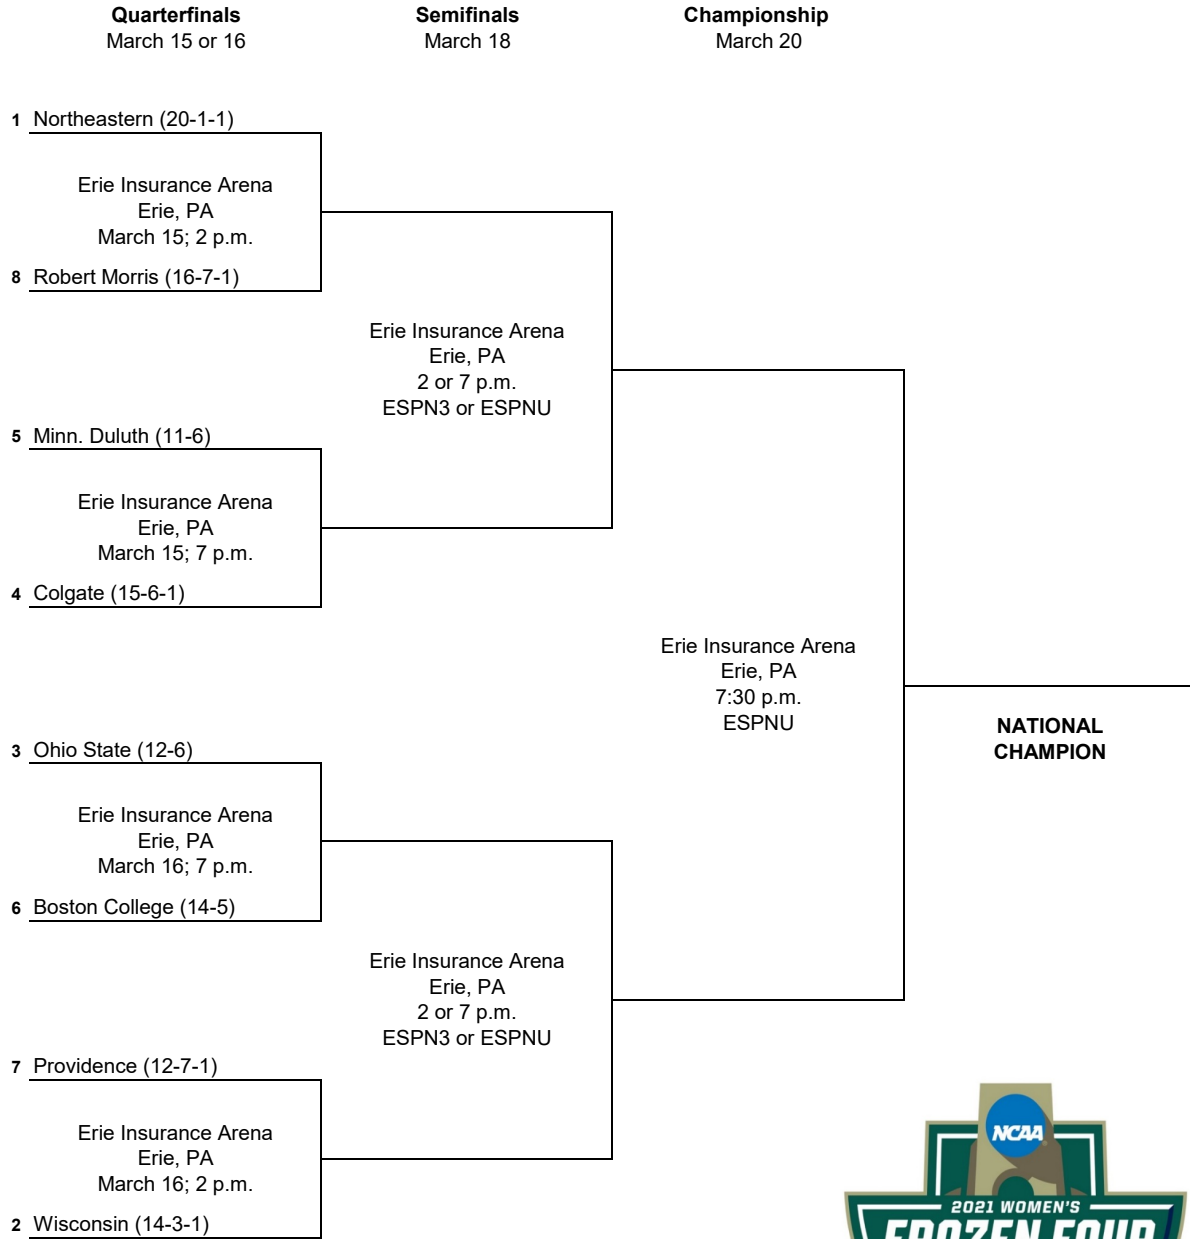 Quarterfinals
March 15 or 16
Semifinals
March 18
Championship
March 20
1 Northeastern (20-1-1)
Erie Insurance Arena
Erie, PA
March 15; 2 p.m.
8 Robert Morris (16-7-1)
Erie Insurance Arena
Erie, PA
2 or 7 p.m.
ESPN3 or ESPNU
5 Minn. Duluth (11-6)
Erie Insurance Arena
Erie, PA
March 15; 7 p.m.
4 Colgate (15-6-1)
Erie Insurance Arena
Erie, PA
7:30 p.m.
ESPNU
NATIONAL
CHAMPION
3 Ohio State (12-6)
Erie Insurance Arena
Erie, PA
March 16; 7 p.m.
6 Boston College (14-5)
Erie Insurance Arena
Erie, PA
2 or 7 p.m.
ESPN3 or ESPNU
7 Providence (12-7-1)
Erie Insurance Arena
Erie, PA
March 16; 2 p.m.
2 Wisconsin (14-3-1)
NCAA
2021 WOMEN'S
FROZEN FOUR